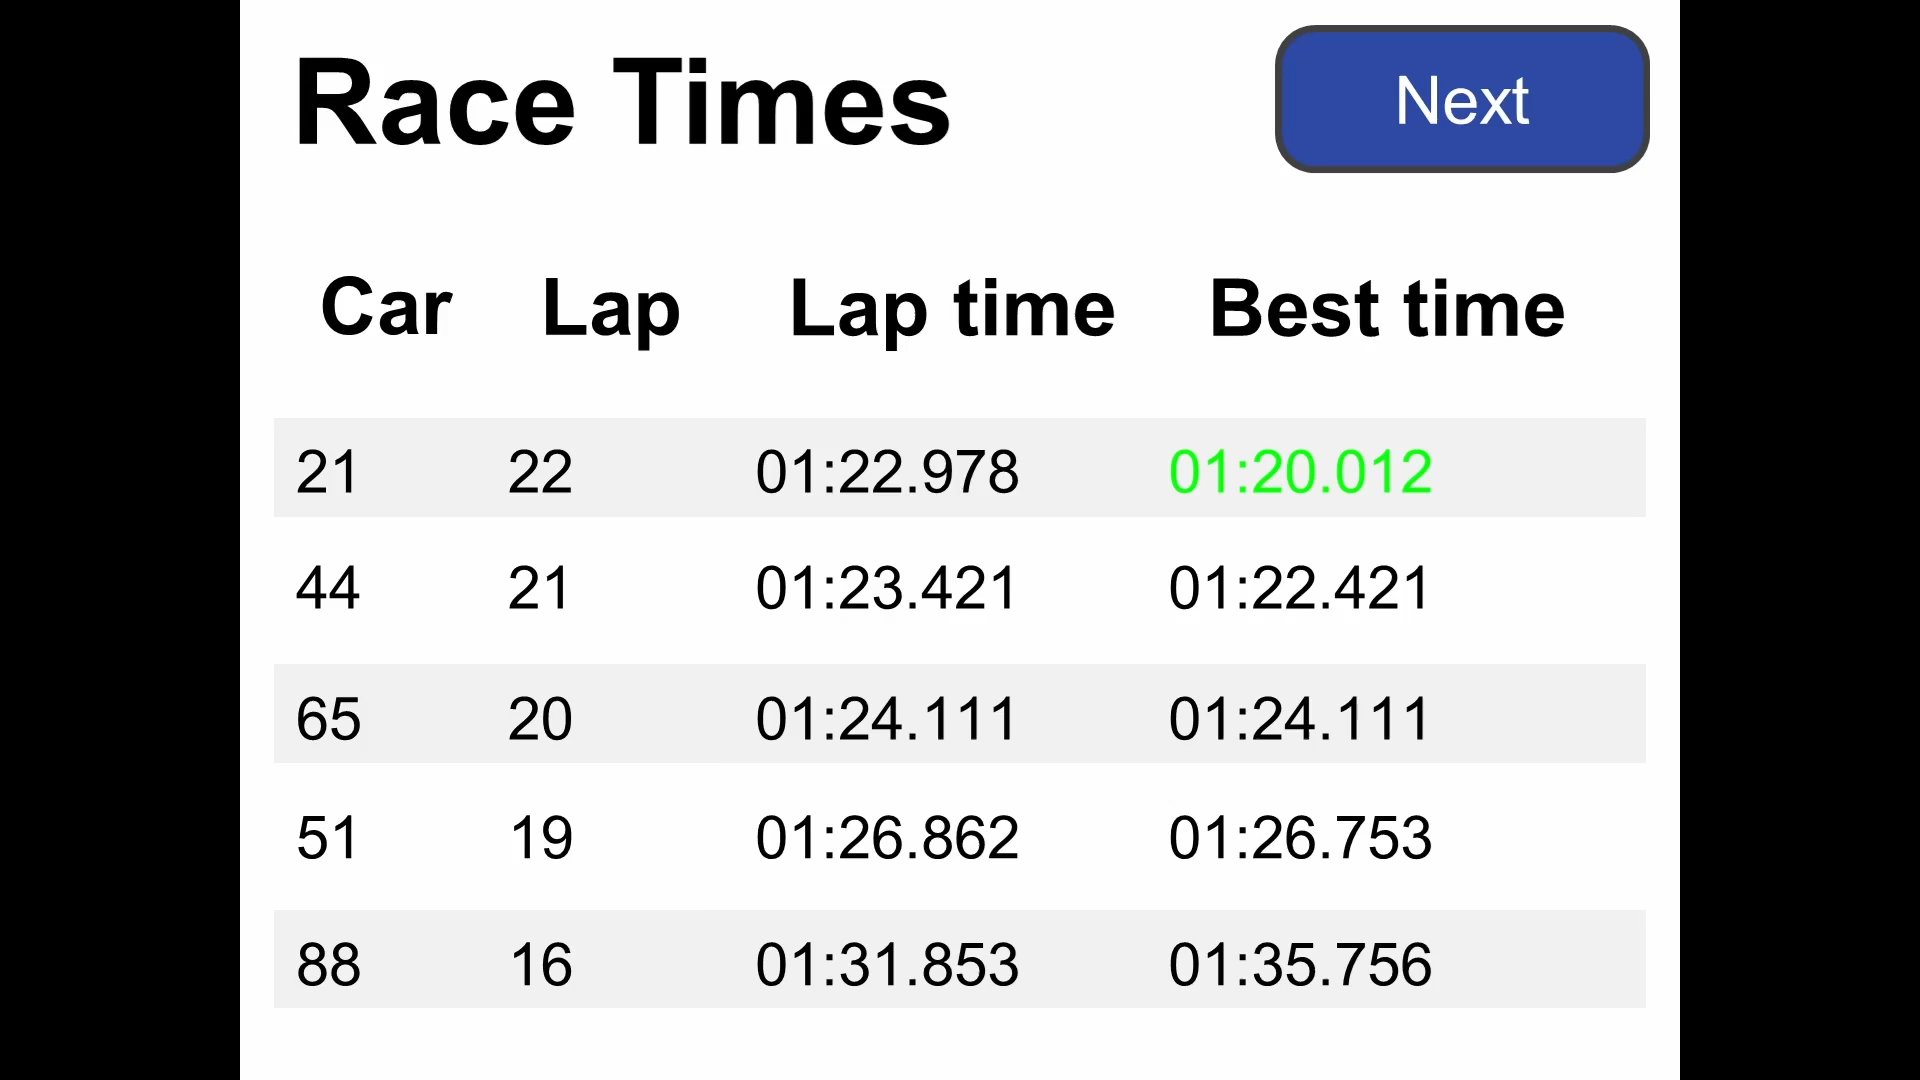 Race Times
Next
Car Lap Lap time Best time
21 22 01:22.978 01:20.012
44 21 01:23.421 01:22.421
65 20 01:24.111 01:24.111
51 19 01:26.862 01:26.753
88 16 01:31.853 01:35.756